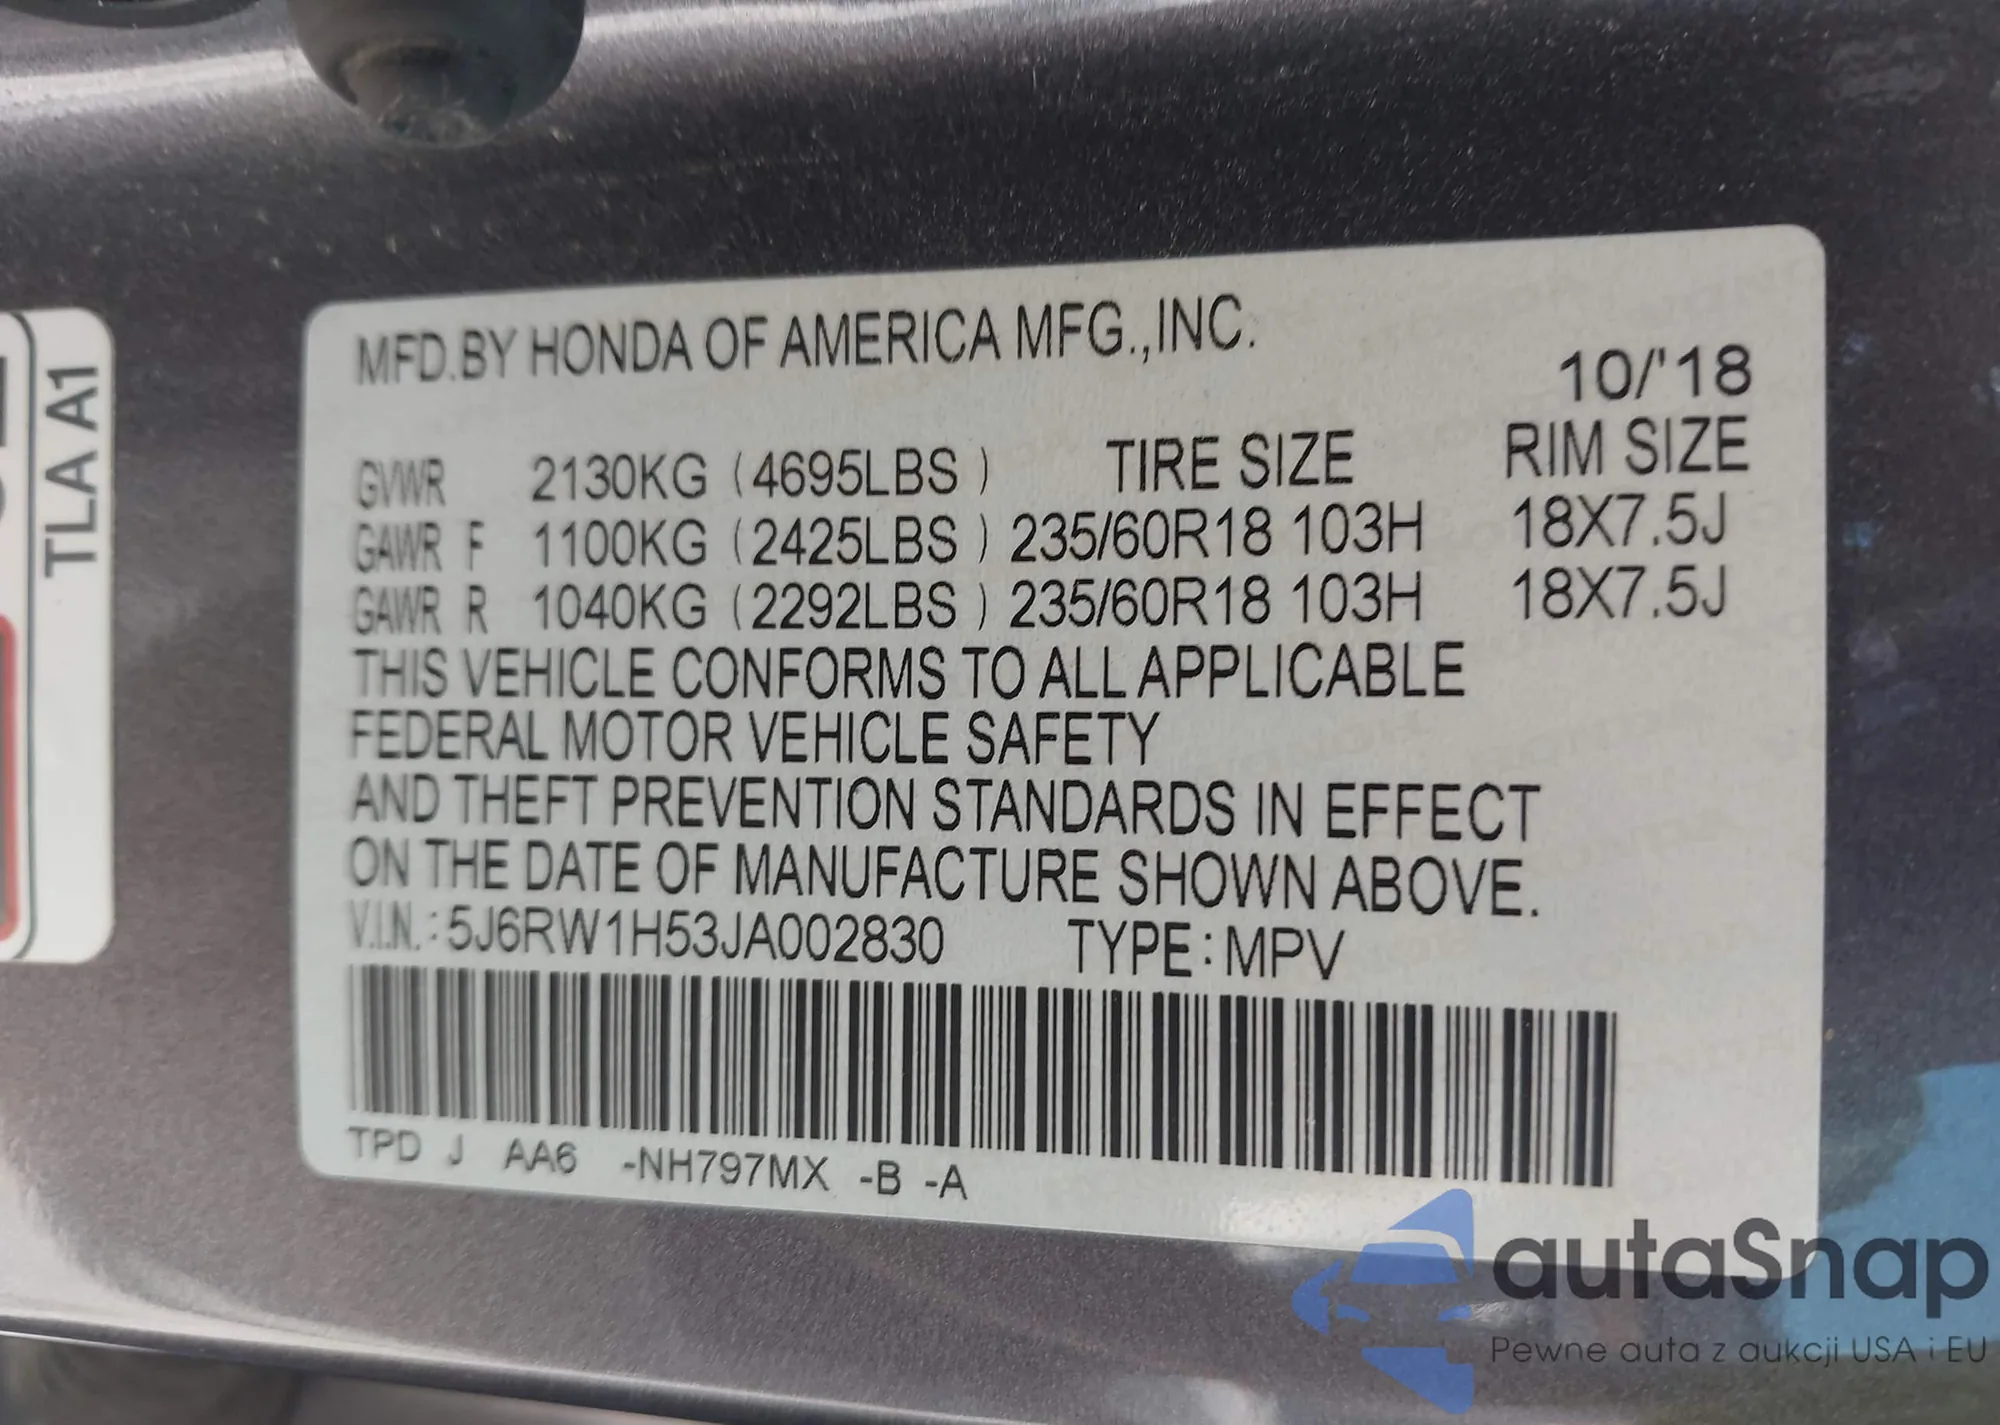 MFD.BY HONDA OF AMERICA MFG.,INC.
10/'18
GVWR 2130KG (4695LBS) TIRE SIZE RIM SIZE
GAWR F 1100KG (2425LBS) 235/60R18 103H 18X7.5J
GAWR R 1040KG (2292LBS) 235/60R18 103H 18X7.5J
THIS VEHICLE CONFORMS TO ALL APPLICABLE
FEDERAL MOTOR VEHICLE SAFETY
AND THEFT PREVENTION STANDARDS IN EFFECT
ON THE DATE OF MANUFACTURE SHOWN ABOVE.
V.I.N.: 5J6RW1H53JA002830 TYPE: MPV
TPD J AA6 -NH797MX -B -A
TLA A1
autaSnap
Pewne auta z aukcji USA i EU